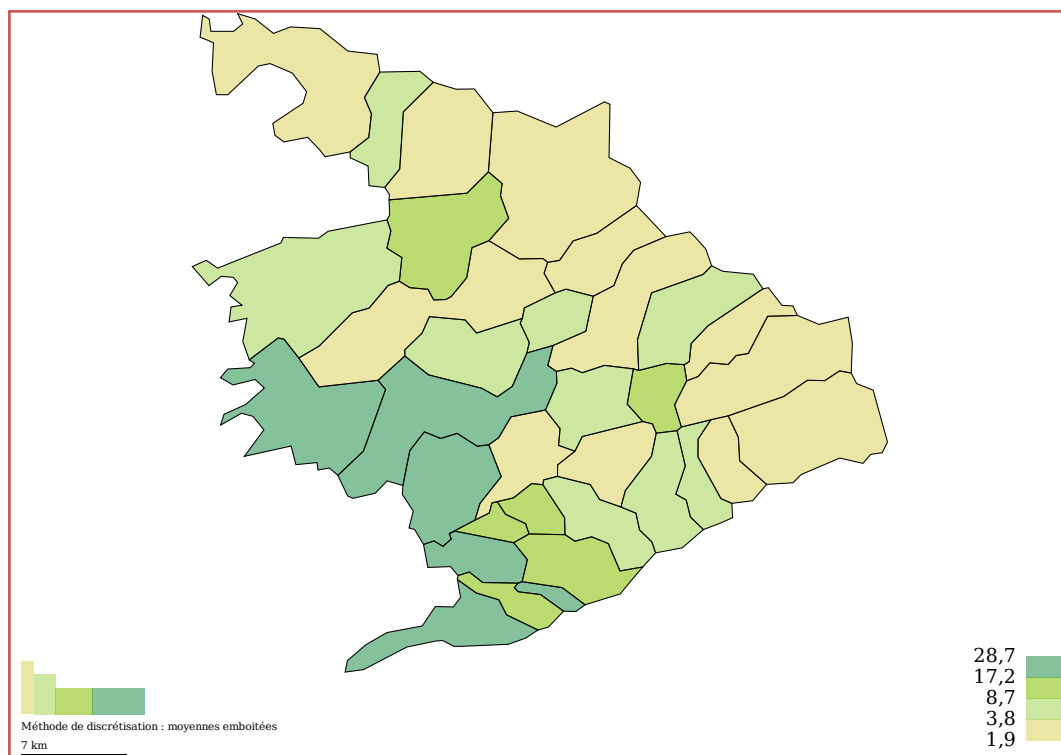 28,7
17,2
8,7
3,8
1,9
Méthode de discrétisation : moyennes emboitées
7 km